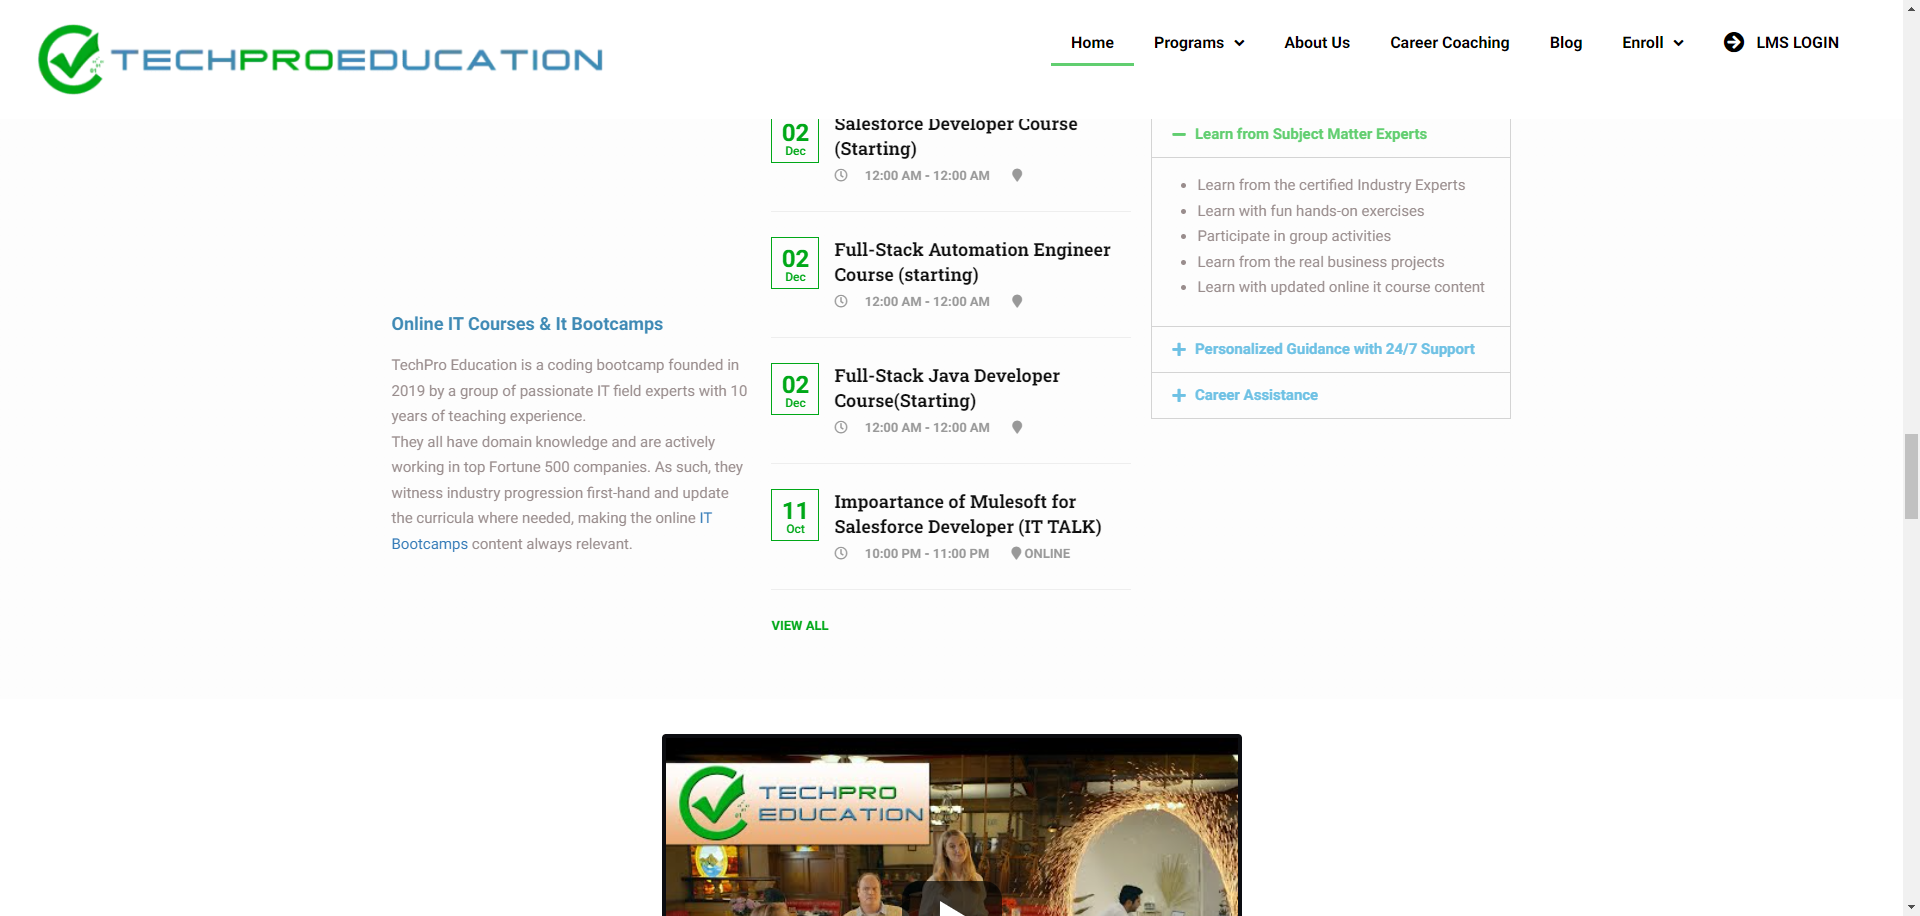 TECHPROEDUCATION
Home
Programs
About Us
Career Coaching
Blog
Enroll
LMS LOGIN
Online IT Courses & It Bootcamps
TechPro Education is a coding bootcamp founded in
2019 by a group of passionate IT field experts with 10
years of teaching experience.
They all have domain knowledge and are actively
working in top Fortune 500 companies. As such, they
witness industry progression first-hand and update
the curricula where needed, making the online IT
Bootcamps content always relevant.
02
Dec
Salesforce Developer Course
(Starting)
12:00 AM - 12:00 AM
02
Dec
Full-Stack Automation Engineer
Course (starting)
12:00 AM - 12:00 AM
02
Dec
Full-Stack Java Developer
Course(Starting)
12:00 AM - 12:00 AM
11
Oct
Impoartance of Mulesoft for
Salesforce Developer (IT TALK)
10:00 PM - 11:00 PM
ONLINE
VIEW ALL
Learn from Subject Matter Experts
Learn from the certified Industry Experts
Learn with fun hands-on exercises
Participate in group activities
Learn from the real business projects
Learn with updated online it course content
Personalized Guidance with 24/7 Support
Career Assistance
TECHPRO
EDUCATION